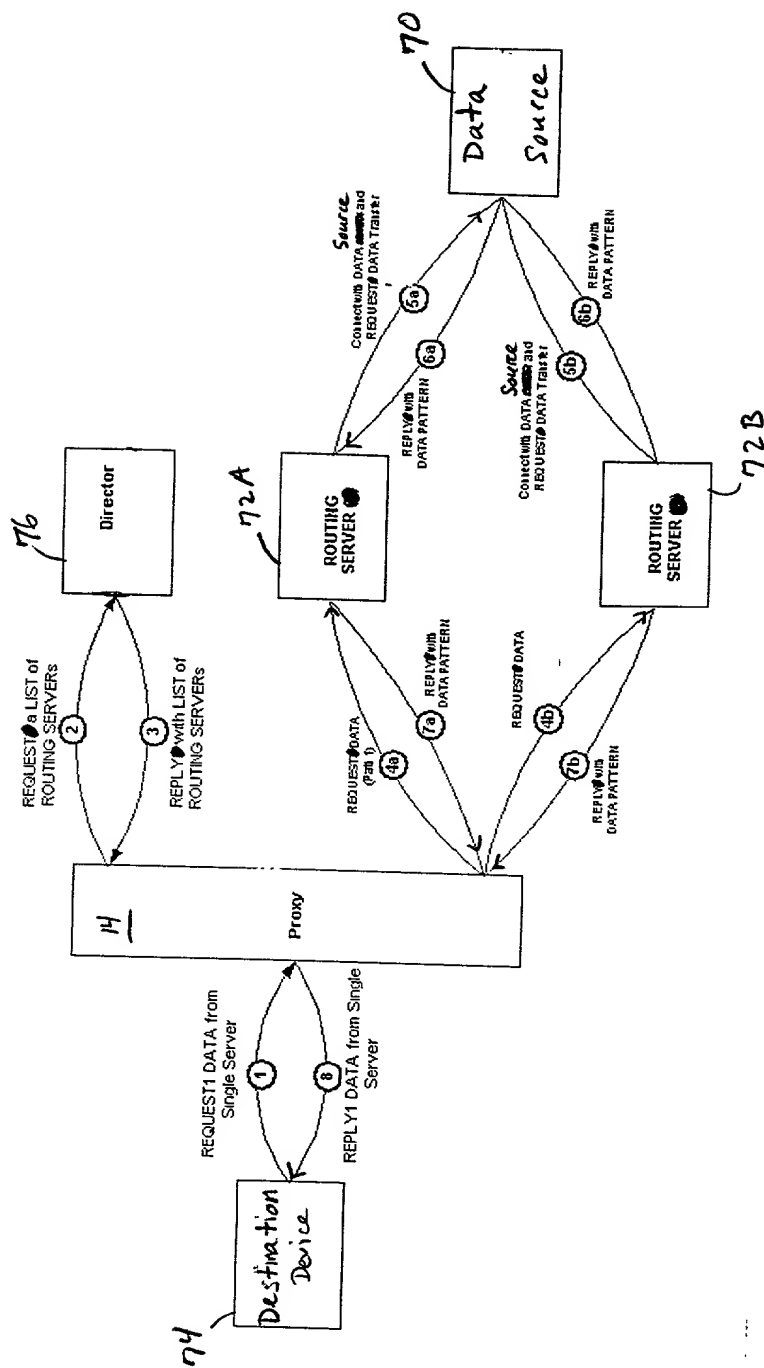 74
Destination
Device
REQUEST1 DATA from
Single Server
1
8
REPLY1 DATA from Single
Server
14
Proxy
REQUEST a LIST of
ROUTING SERVERs
2
3
REPLY with LIST of
ROUTING SERVERs
76
Director
REQUEST DATA
(Path 1)
4a
7a
REPLY with
DATA PATTERN
72A
ROUTING
SERVER
REQUEST DATA
4b
7b
REPLY with
DATA PATTERN
ROUTING
SERVER
72B
Source
Connect with DATA and
REQUEST DATA Transfer
5a
6a
REPLY with
DATA PATTERN
Source
Connect with DATA and
REQUEST DATA Transfer
5b
6b
REPLY with
DATA PATTERN
70
Data
Source